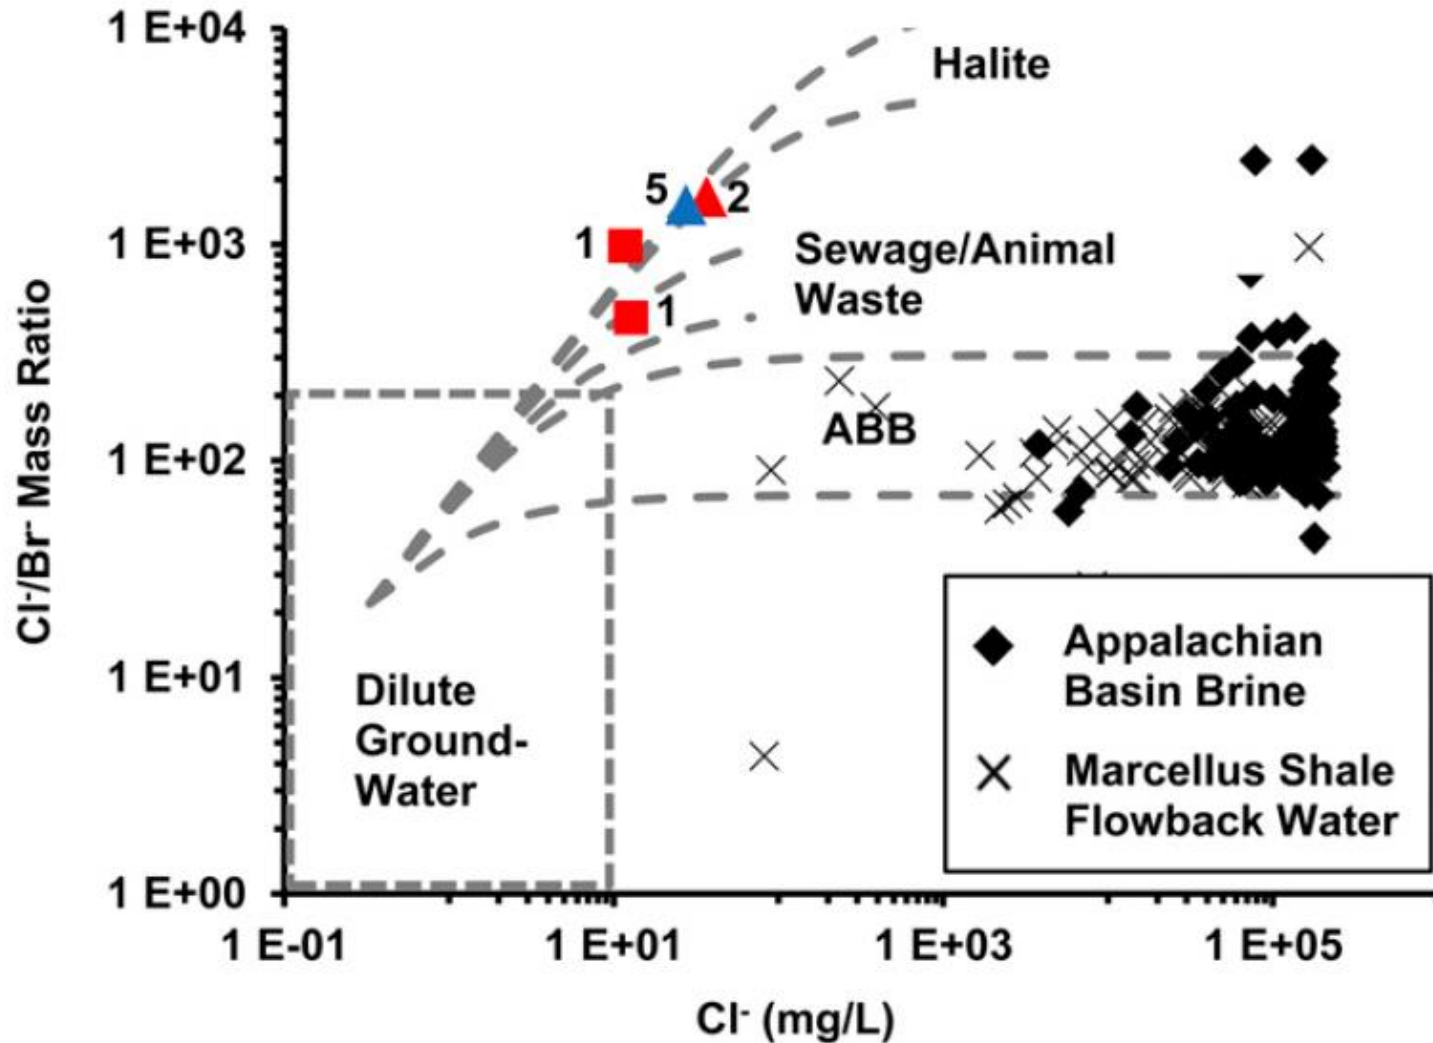 1 E+04
Halite
5
2
1 E+03
1
Sewage/Animal
Waste
1
ABB
1 E+02
Cl-/Br- Mass Ratio
1 E+01
Dilute
Ground-
Water
Appalachian
Basin Brine
Marcellus Shale
Flowback Water
1 E+00
1 E-01
1 E+01
1 E+03
1 E+05
Cl- (mg/L)